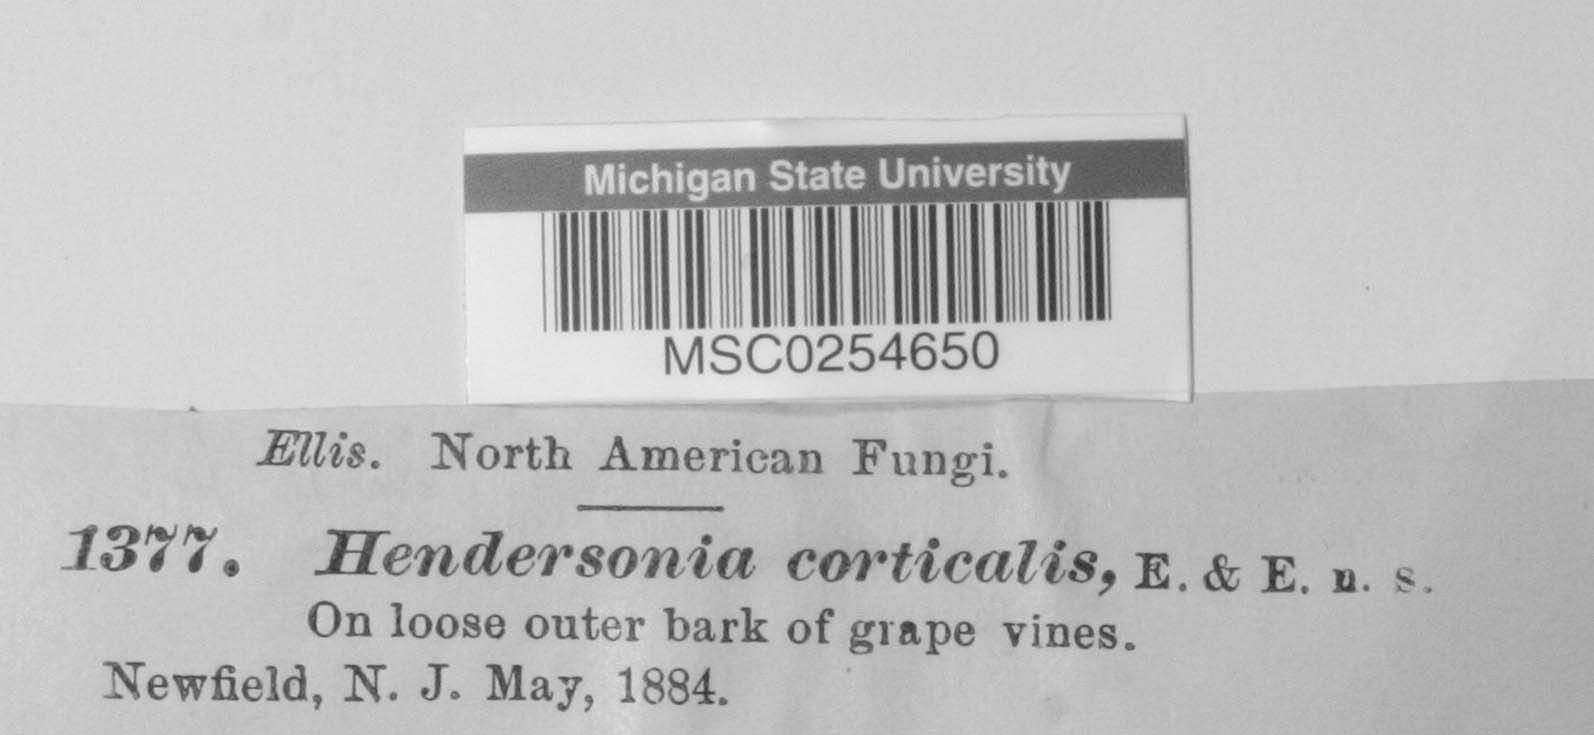 Michigan State University
MSC0254650
Ellis. North American Fungi.
1377. Hendersonia corticalis, E. & E. n. s.
On loose outer bark of grape vines.
Newfield, N. J. May, 1884.